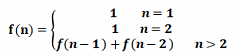 1 n=1
f(n)= 1 n=2
f(n−1)+f(n−2) n>2